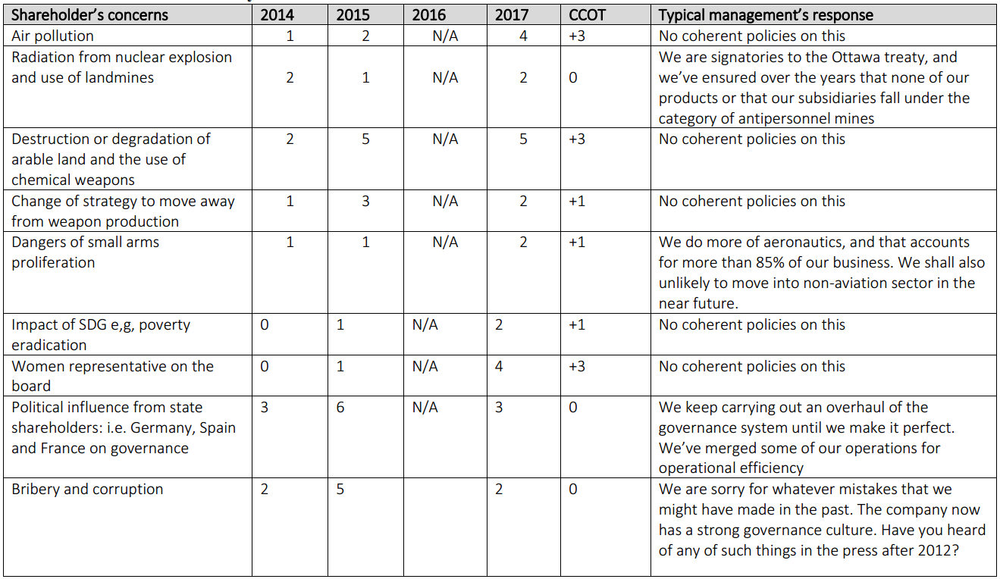 Shareholder's concerns 2014 2015 2016 2017 CCOT Typical management's response
Air pollution 1 2 N/A 4 +3 No coherent policies on this
Radiation from nuclear explosion
and use of landmines 2 1 N/A 2 0 We are signatories to the Ottawa treaty, and
we've ensured over the years that none of our
products or that our subsidiaries fall under the
category of antipersonnel mines
Destruction or degradation of
arable land and the use of
chemical weapons 2 5 N/A 5 +3 No coherent policies on this
Change of strategy to move away
from weapon production 1 3 N/A 2 +1 No coherent policies on this
Dangers of small arms
proliferation 1 1 N/A 2 +1 We do more of aeronautics, and that accounts
for more than 85% of our business. We shall also
unlikely to move into non-aviation sector in the
near future.
Impact of SDG e,g, poverty
eradication 0 1 N/A 2 +1 No coherent policies on this
Women representative on the
board 0 1 N/A 4 +3 No coherent policies on this
Political influence from state
shareholders: i.e. Germany, Spain
and France on governance 3 6 N/A 3 0 We keep carrying out an overhaul of the
governance system until we make it perfect.
We've merged some of our operations for
operational efficiency
Bribery and corruption 2 5 2 0 We are sorry for whatever mistakes that we
might have made in the past. The company now
has a strong governance culture. Have you heard
of any of such things in the press after 2012?